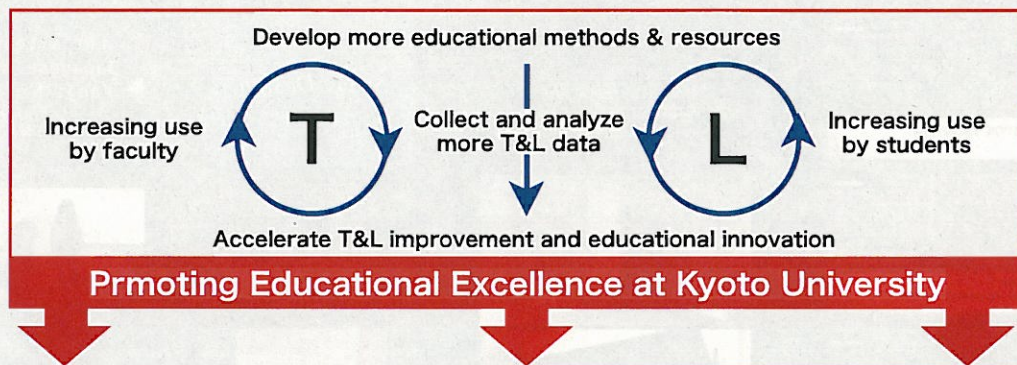 Develop more educational methods & resources
Increasing use
by faculty
T
Collect and analyze
more T&L data
L
Increasing use
by students
Accelerate T&L improvement and educational innovation
Prmoting Educational Excellence at Kyoto University